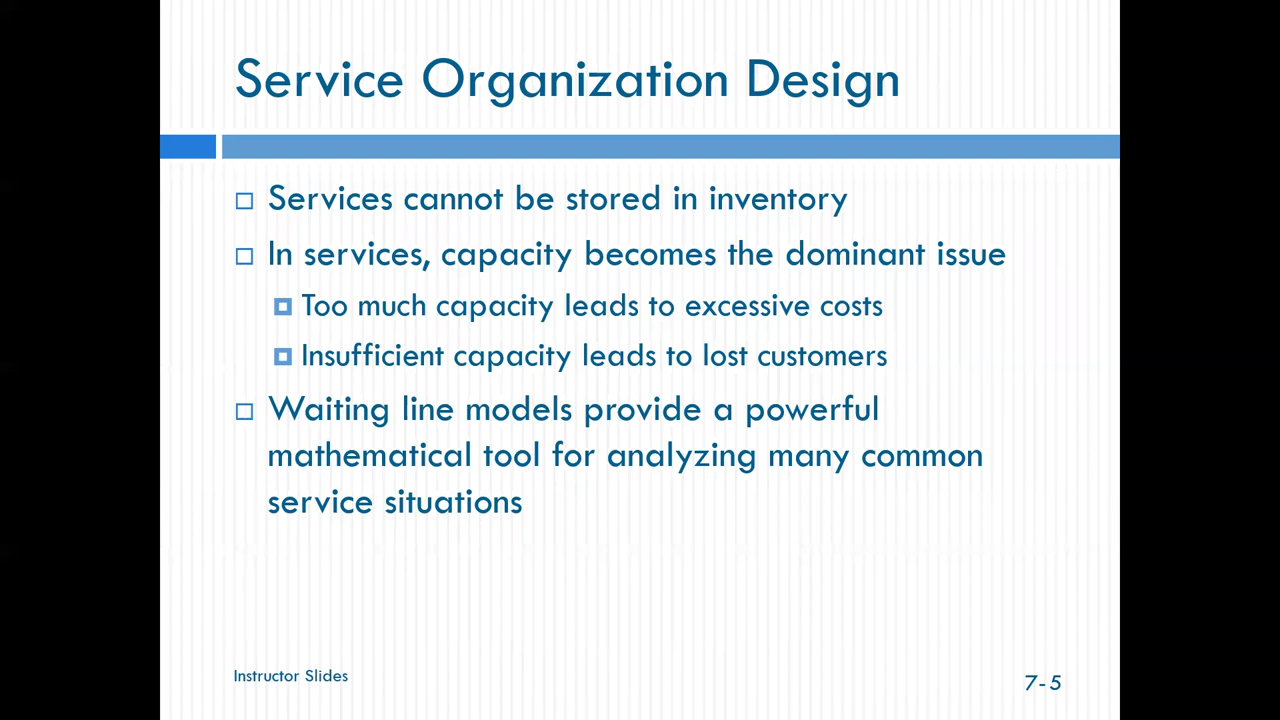 Service Organization Design
Services cannot be stored in inventory
In services, capacity becomes the dominant issue
Too much capacity leads to excessive costs
Insufficient capacity leads to lost customers
Waiting line models provide a powerful
mathematical tool for analyzing many common
service situations
Instructor Slides
7-5